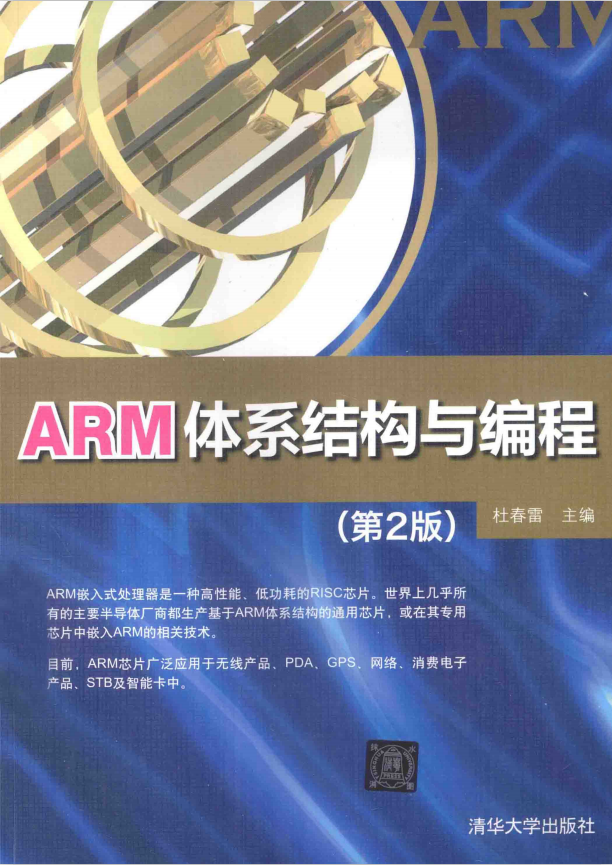 ARM
ARM体系结构与编程
（第2版）
杜春雷 主编
ARM嵌入式处理器是一种高性能、低功耗的RISC芯片。世界上几乎所
有的主要半导体厂商都生产基于ARM体系结构的通用芯片，或在其专用
芯片中嵌入ARM的相关技术。
目前，ARM芯片广泛应用于无线产品、PDA、GPS、网络、消费电子
产品、STB及智能卡中。
清华大学出版社